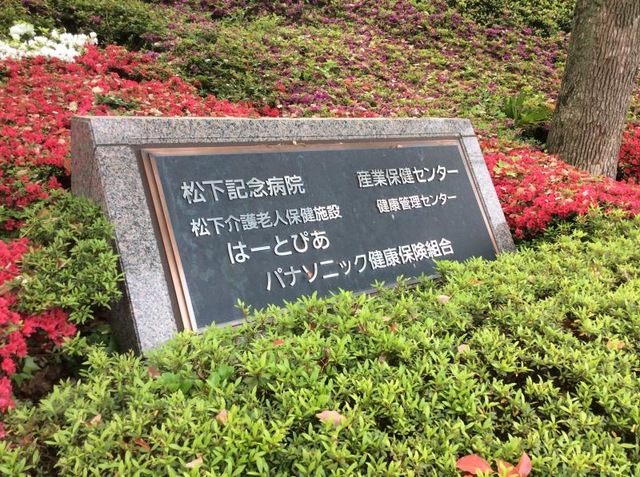 松下記念病院 産業保健センター
松下介護老人保健施設 健康管理センター
はーとぴあ
パナソニック健康保険組合